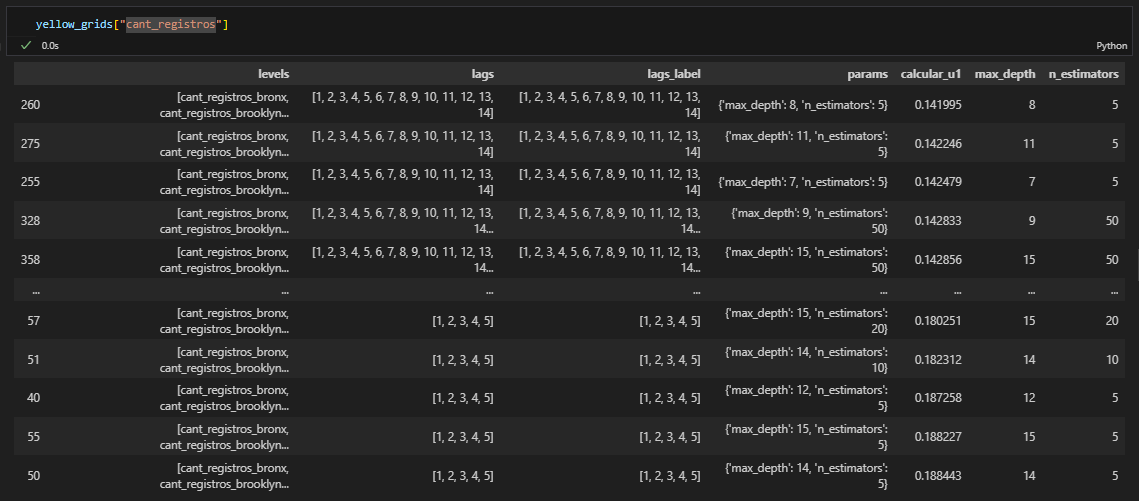 yellow_grids["cant_registros"]
0.0s
Python
levels lags lags_label params calcular_u1 max_depth n_estimators
260 [cant_registros_bronx, cant_registros_brooklyn... [1, 2, 3, 4, 5, 6, 7, 8, 9, 10, 11, 12, 13, 14] [1, 2, 3, 4, 5, 6, 7, 8, 9, 10, 11, 12, 13, 14] {'max_depth': 8, 'n_estimators': 5} 0.141995 8 5
275 [cant_registros_bronx, cant_registros_brooklyn... [1, 2, 3, 4, 5, 6, 7, 8, 9, 10, 11, 12, 13, 14] [1, 2, 3, 4, 5, 6, 7, 8, 9, 10, 11, 12, 13, 14] {'max_depth': 11, 'n_estimators': 5} 0.142246 11 5
255 [cant_registros_bronx, cant_registros_brooklyn... [1, 2, 3, 4, 5, 6, 7, 8, 9, 10, 11, 12, 13, 14] [1, 2, 3, 4, 5, 6, 7, 8, 9, 10, 11, 12, 13, 14] {'max_depth': 7, 'n_estimators': 5} 0.142479 7 5
328 [cant_registros_bronx, cant_registros_brooklyn... [1, 2, 3, 4, 5, 6, 7, 8, 9, 10, 11, 12, 13, 14... [1, 2, 3, 4, 5, 6, 7, 8, 9, 10, 11, 12, 13, 14... {'max_depth': 9, 'n_estimators': 50} 0.142833 9 50
358 [cant_registros_bronx, cant_registros_brooklyn... [1, 2, 3, 4, 5, 6, 7, 8, 9, 10, 11, 12, 13, 14... [1, 2, 3, 4, 5, 6, 7, 8, 9, 10, 11, 12, 13, 14... {'max_depth': 15, 'n_estimators': 50} 0.142856 15 50
... ... ... ... ... ... ... ...
57 [cant_registros_bronx, cant_registros_brooklyn... [1, 2, 3, 4, 5] [1, 2, 3, 4, 5] {'max_depth': 15, 'n_estimators': 20} 0.180251 15 20
51 [cant_registros_bronx, cant_registros_brooklyn... [1, 2, 3, 4, 5] [1, 2, 3, 4, 5] {'max_depth': 14, 'n_estimators': 10} 0.182312 14 10
40 [cant_registros_bronx, cant_registros_brooklyn... [1, 2, 3, 4, 5] [1, 2, 3, 4, 5] {'max_depth': 12, 'n_estimators': 5} 0.187258 12 5
55 [cant_registros_bronx, cant_registros_brooklyn... [1, 2, 3, 4, 5] [1, 2, 3, 4, 5] {'max_depth': 15, 'n_estimators': 5} 0.188227 15 5
50 [cant_registros_bronx, cant_registros_brooklyn... [1, 2, 3, 4, 5] [1, 2, 3, 4, 5] {'max_depth': 14, 'n_estimators': 5} 0.188443 14 5